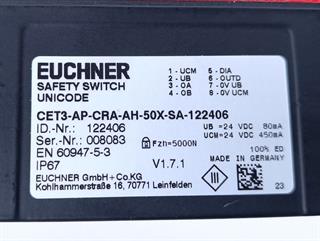 EUCHNER
SAFETY SWITCH
UNICODE
1 - UCM 5 - DIA
2 - UB 6 - OUTD
3 - OA 7 - 0V UB
4 - OB 8 - 0V UCM
CET3-AP-CRA-AH-50X-SA-122406
ID.-Nr.: 122406
UB =24 VDC 80mA
Ser.-Nr.: 008083
UCM =24 VDC 450mA
EN 60947-5-3
Fzh=5000N
100% ED
IP67
V1.7.1
MADE IN GERMANY
EUCHNER GmbH+Co.KG
Kohlhammerstraße 16, 70771 Leinfelden
III
23